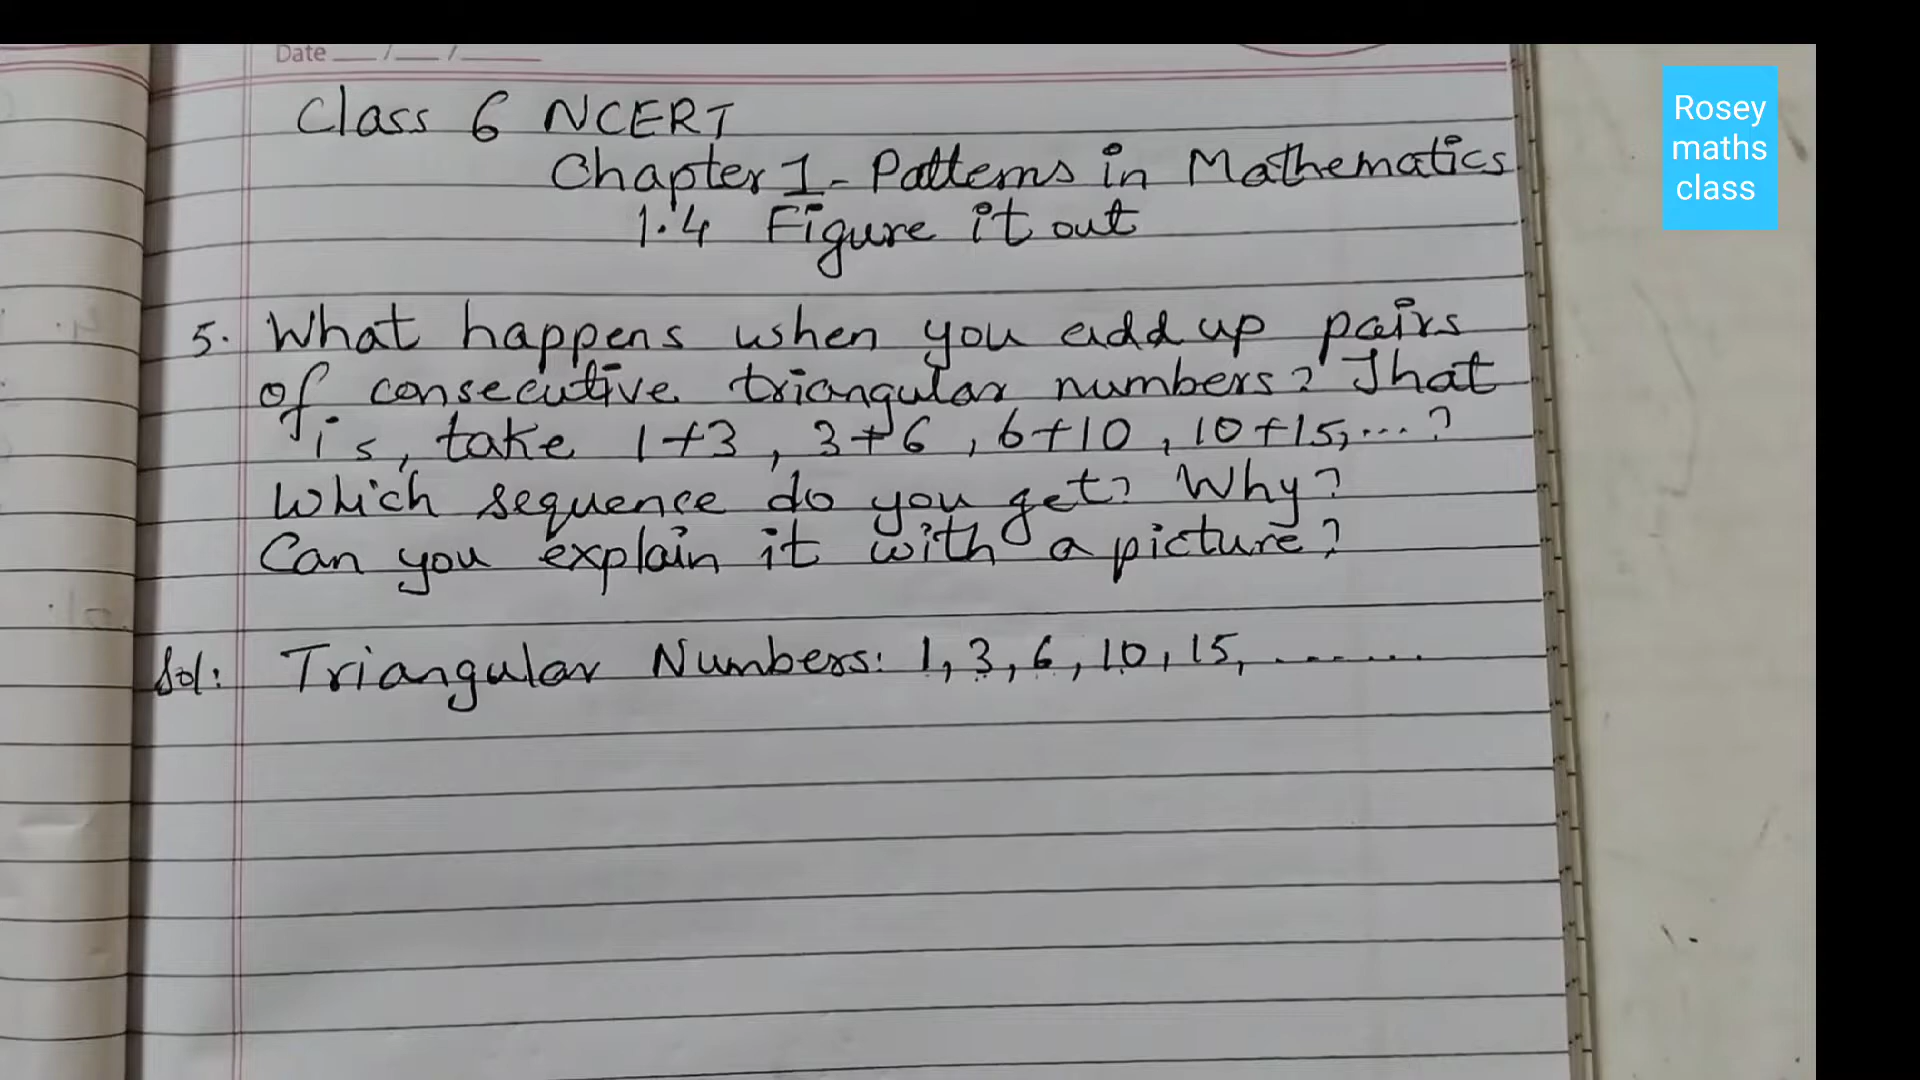 Date __/__/____
Class 6 NCERT
Chapter 1 - Patterns in Mathematics
1.4 Figure it out
5. What happens when you add up pairs
of consecutive triangular numbers? That
is, take 1+3, 3+6, 6+10, 10+15,...?
Which sequence do you get? Why?
Can you explain it with a picture?
Sol: Triangular Numbers: 1, 3, 6, 10, 15, .......
Rosey
maths
class